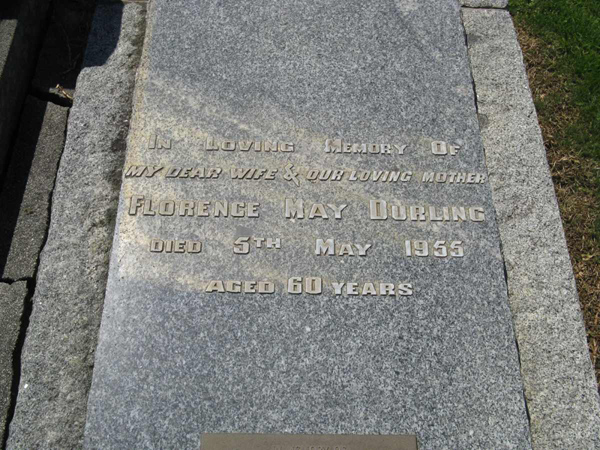 In Loving Memory Of
my dear wife & our loving mother
Florence May Dorling
died 5th May 1955
aged 60 years